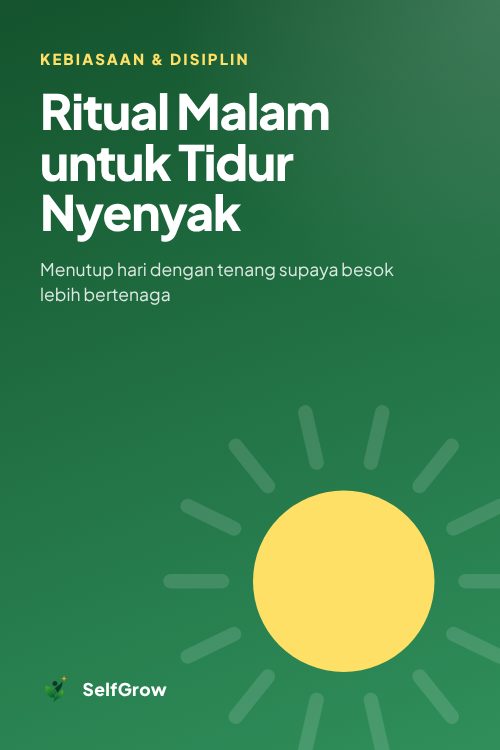 KEBIASAAN & DISIPLIN
Ritual Malam
untuk Tidur
Nyenyak
Menutup hari dengan tenang supaya besok
lebih bertenaga
SelfGrow